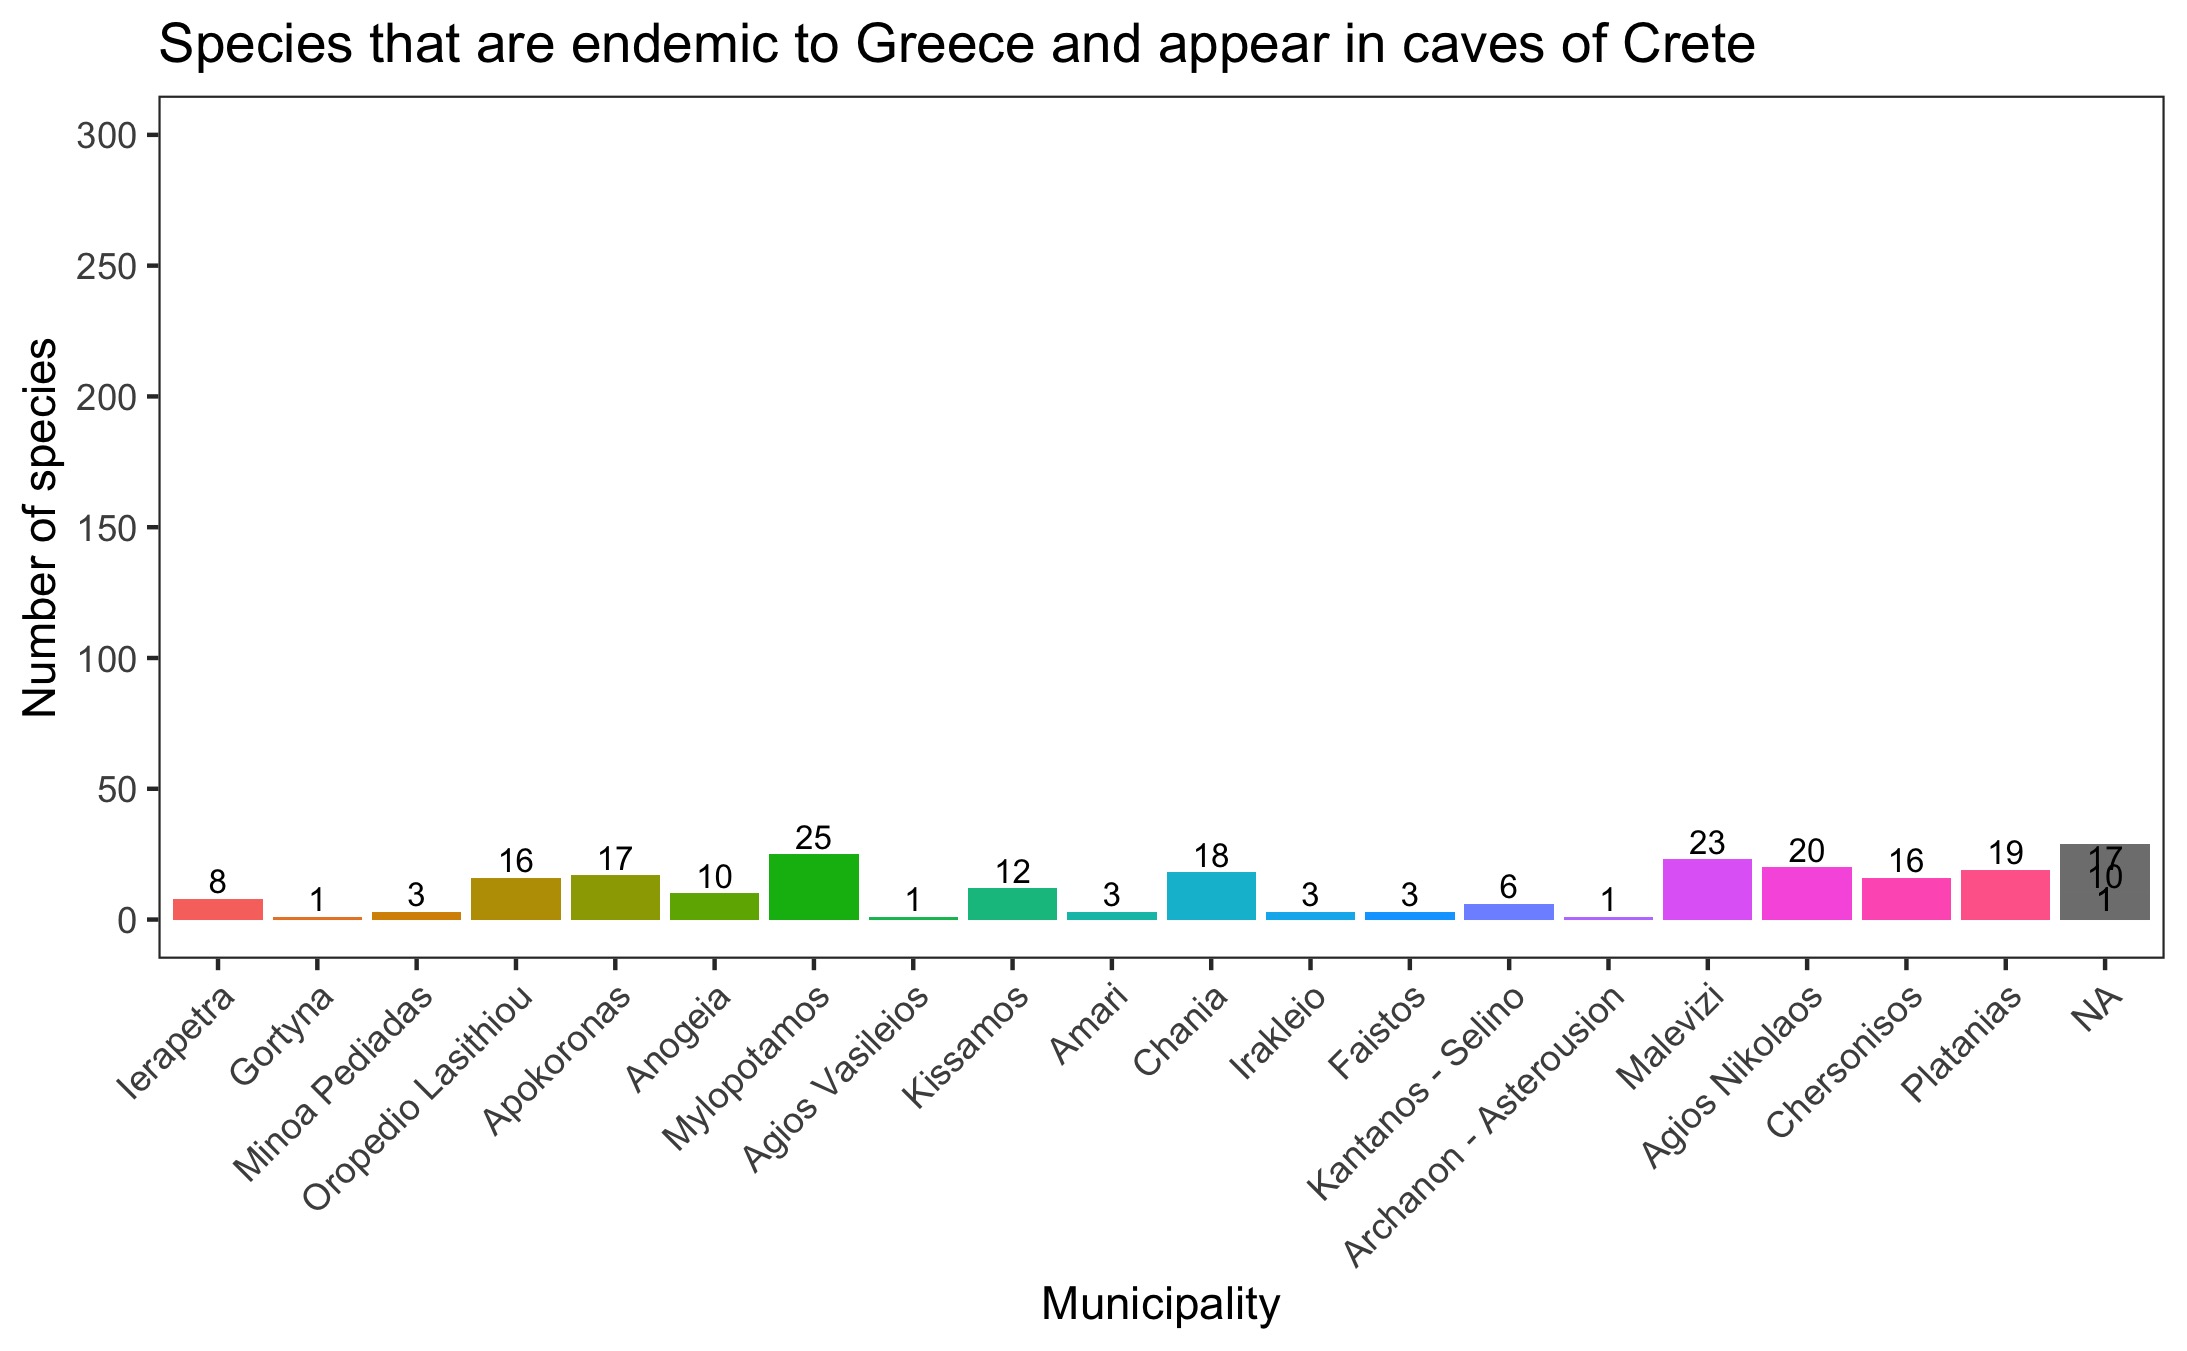 Species that are endemic to Greece and appear in caves of Crete
Number of species
300
250
200
150
100
50
0
8
1
3
16
17
10
25
1
12
3
18
3
3
6
1
23
20
16
19
17
10
1
Ierapetra
Gortyna
Minoa Pediadas
Oropedio Lasithiou
Apokoronas
Anogeia
Mylopotamos
Agios Vasileios
Kissamos
Amari
Chania
Irakleio
Faistos
Kantanos - Selino
Archanon - Asterousion
Malevizi
Agios Nikolaos
Chersonisos
Platanias
NA
Municipality